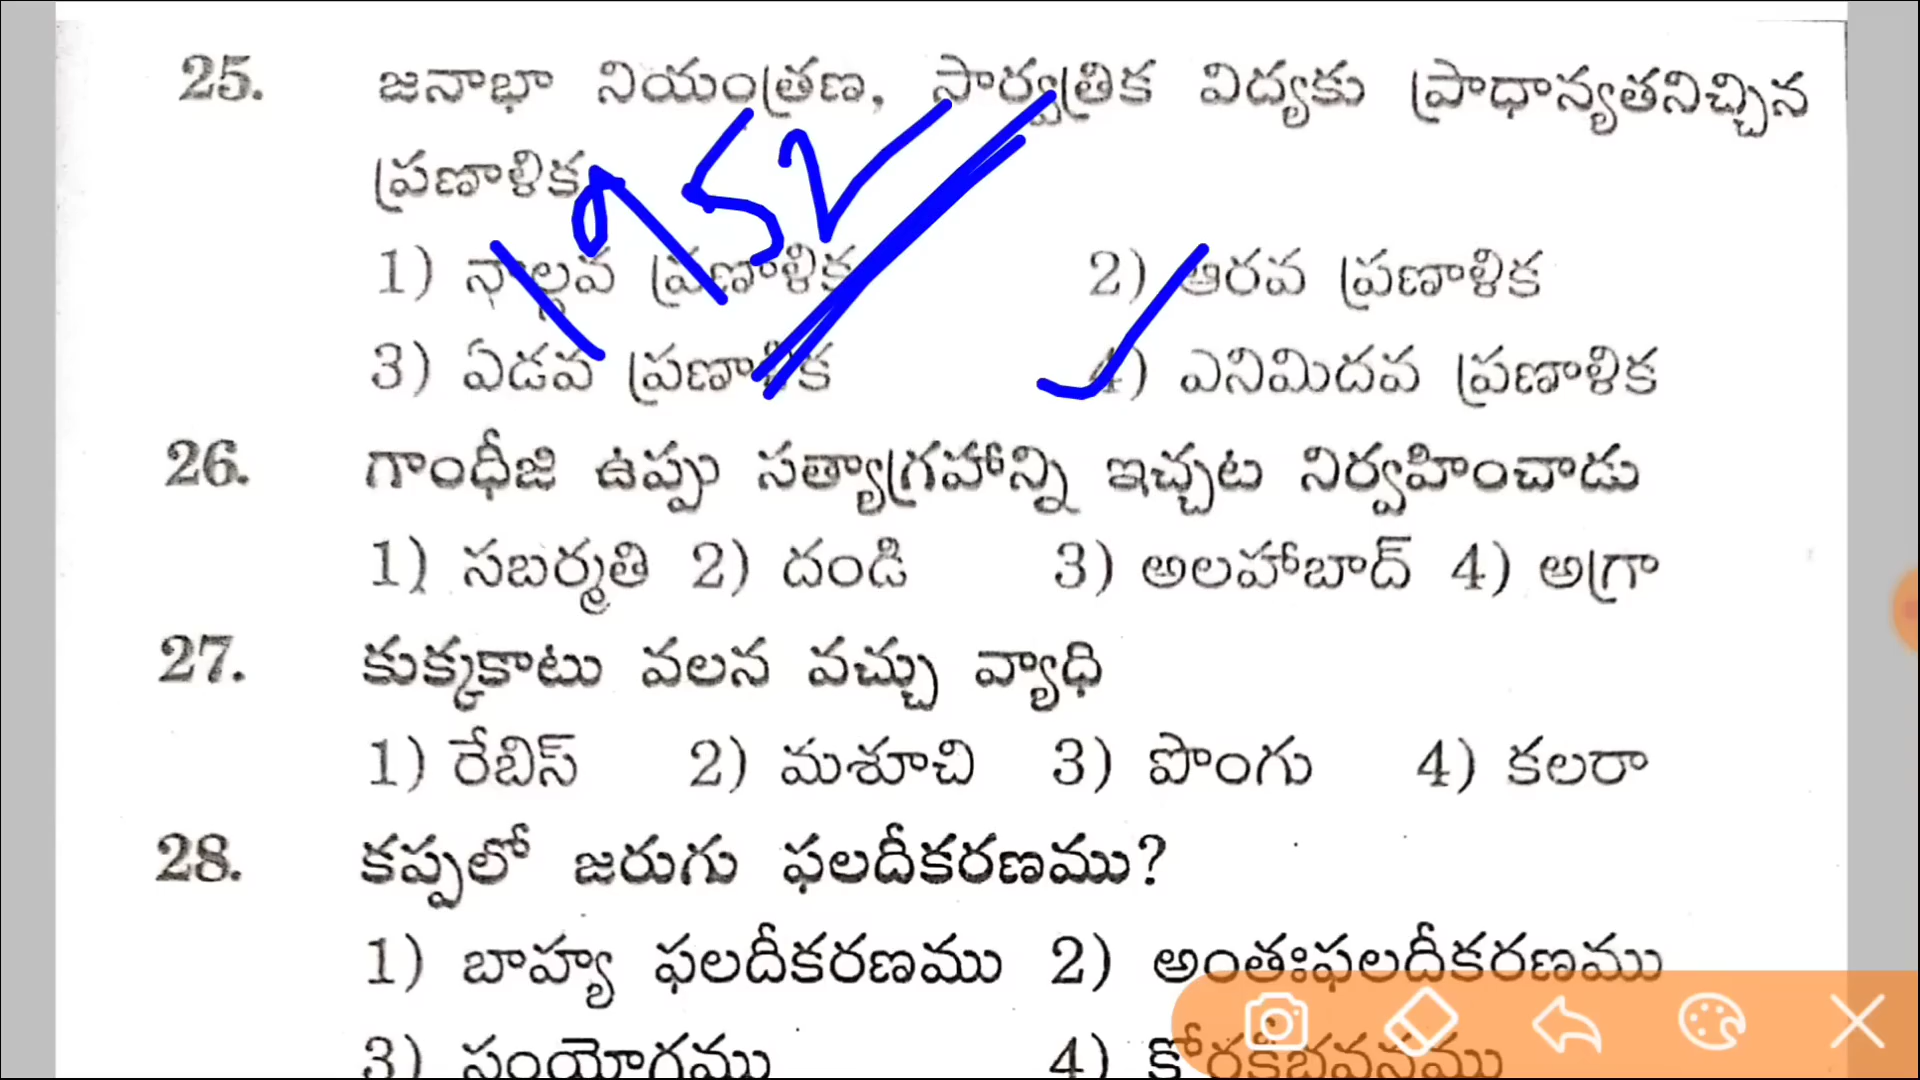 25. జనాభా నియంత్రణ, సార్వత్రిక విద్యకు ప్రాధాన్యతనిచ్చిన
ప్రణాళిక
1952
1) నాల్గవ ప్రణాళిక 2) ఆరవ ప్రణాళిక
3) ఏడవ ప్రణాళిక 4) ఎనిమిదవ ప్రణాళిక
26. గాంధీజి ఉప్పు సత్యాగ్రహాన్ని ఇచ్చట నిర్వహించాడు
1) సబర్మతి 2) దండి 3) అలహాబాద్ 4) అగ్రా
27. కుక్కకాటు వలన వచ్చు వ్యాధి
1) రేబిస్ 2) మశూచి 3) పొంగు 4) కలరా
28. కప్పలో జరుగు ఫలదీకరణము?
1) బాహ్య ఫలదీకరణము 2) అంతఃఫలదీకరణము
3) సంయోగము 4) కోరకీభవనము